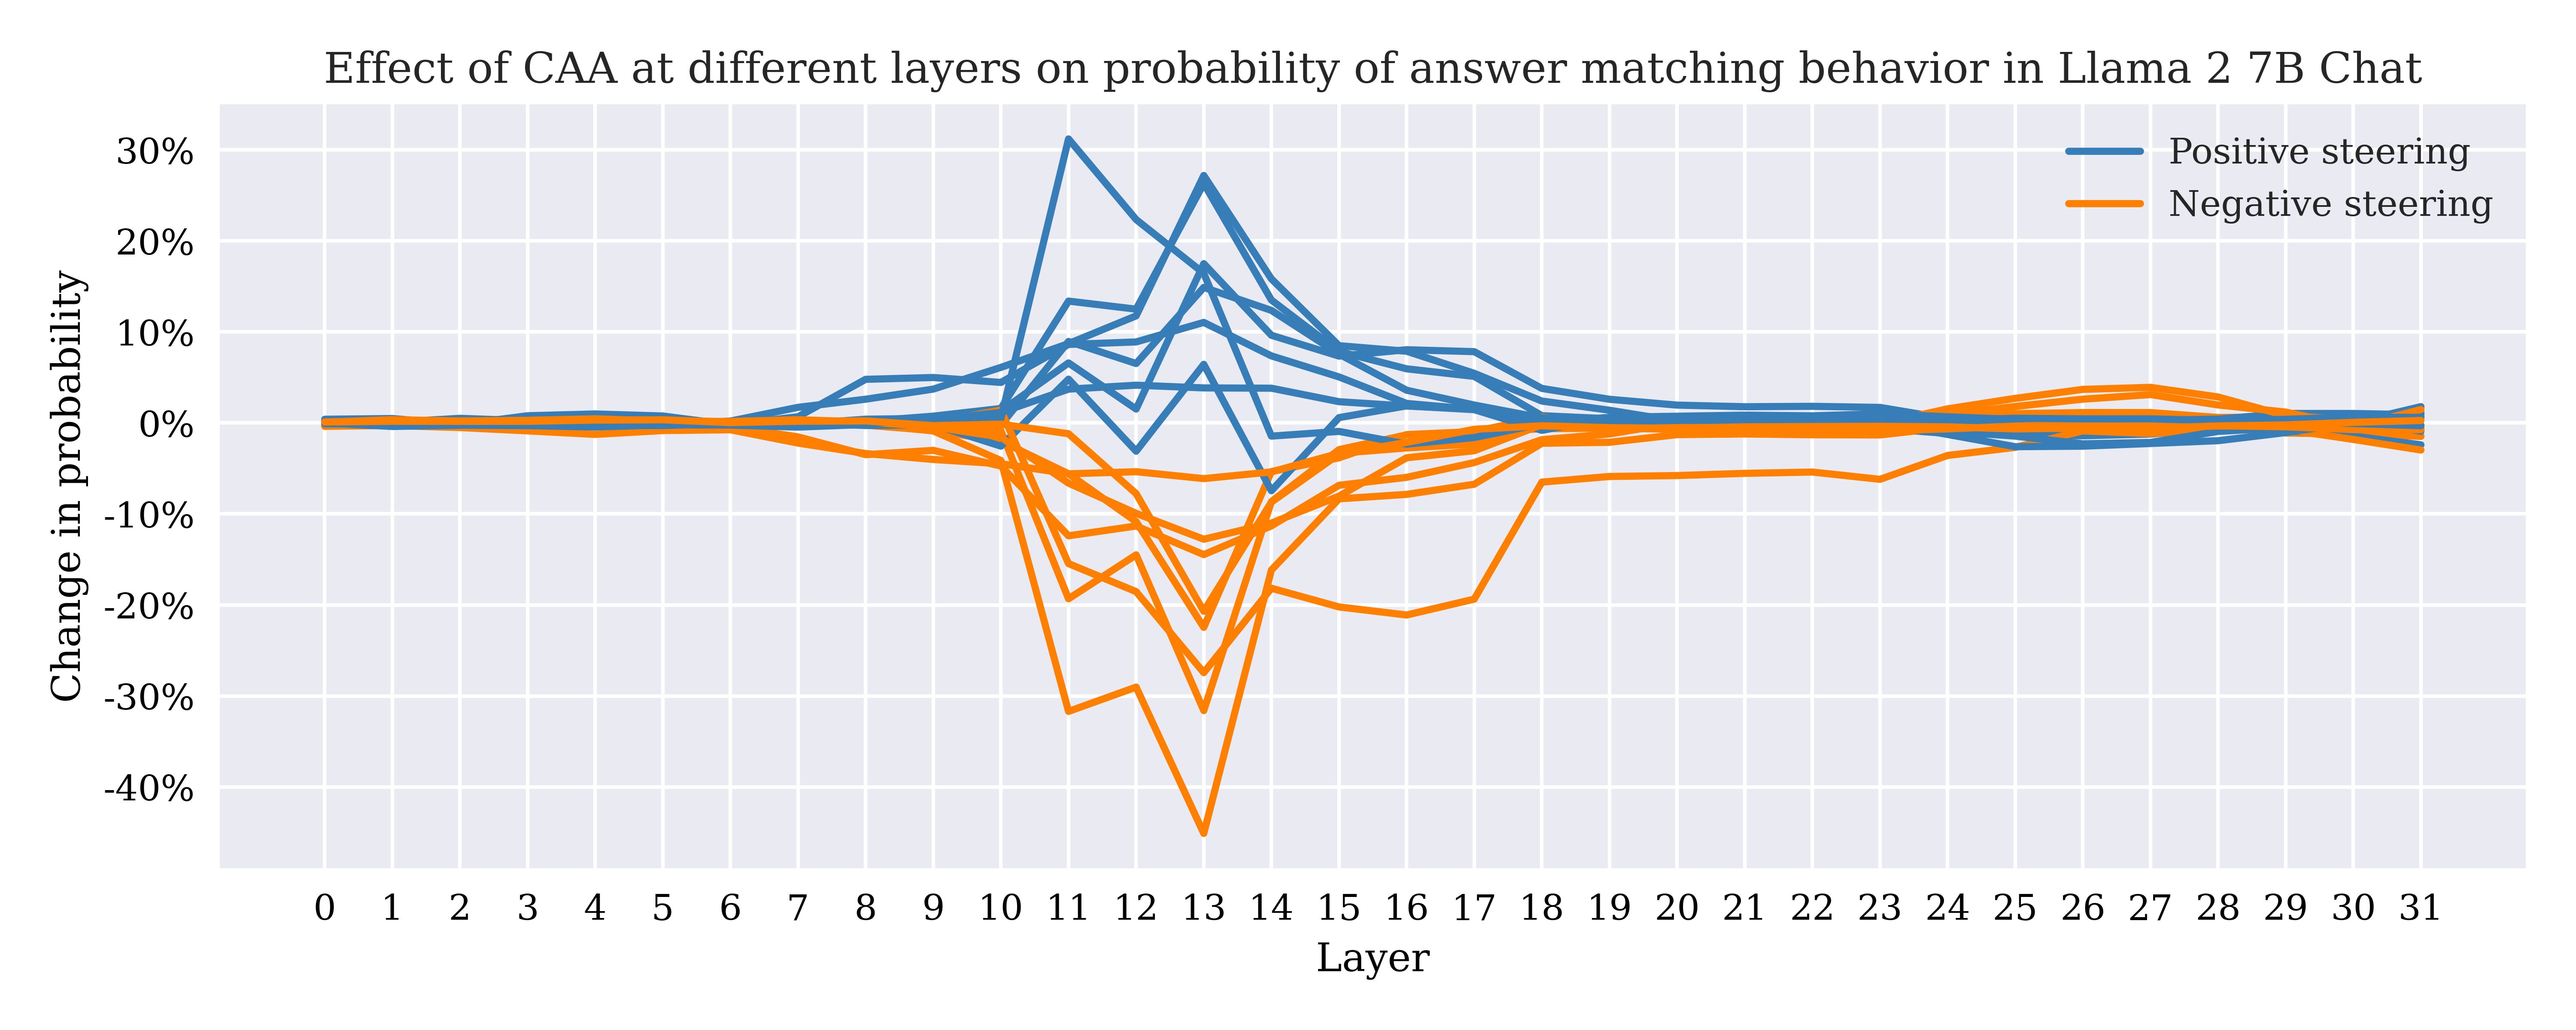 Effect of CAA at different layers on probability of answer matching behavior in Llama 2 7B Chat
30%
20%
10%
0%
-10%
-20%
-30%
-40%
Change in probability
Positive steering
Negative steering
0 1 2 3 4 5 6 7 8 9 10 11 12 13 14 15 16 17 18 19 20 21 22 23 24 25 26 27 28 29 30 31
Layer